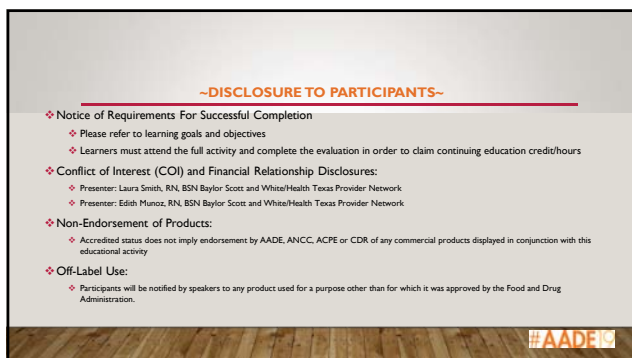 ~DISCLOSURE TO PARTICIPANTS~
❖Notice of Requirements For Successful Completion
❖ Please refer to learning goals and objectives
❖ Learners must attend the full activity and complete the evaluation in order to claim continuing education credit/hours
❖Conflict of Interest (COI) and Financial Relationship Disclosures:
❖ Presenter: Laura Smith, RN, BSN Baylor Scott and White/Health Texas Provider Network
❖ Presenter: Edith Munoz, RN, BSN Baylor Scott and White/Health Texas Provider Network
❖Non-Endorsement of Products:
❖ Accredited status does not imply endorsement by AADE, ANCC, ACPE or CDR of any commercial products displayed in conjunction with this
educational activity
❖Off-Label Use:
❖ Participants will be notified by speakers to any product used for a purpose other than for which it was approved by the Food and Drug
Administration.
#AADE19